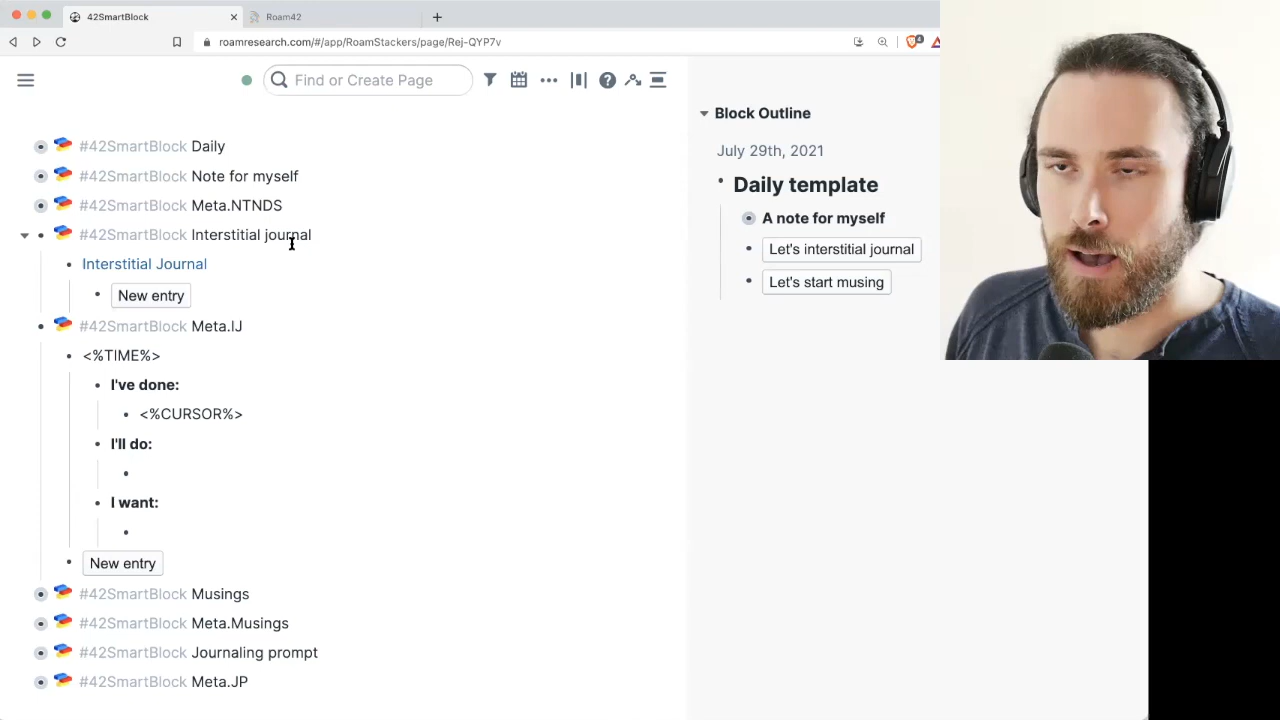 42SmartBlock
Roam42
roamresearch.com/#/app/RoamStackers/page/Rej-QYP7v
4
Find or Create Page
#42SmartBlock Daily
#42SmartBlock Note for myself
#42SmartBlock Meta.NTNDS
#42SmartBlock Interstitial journal
Interstitial Journal
New entry
#42SmartBlock Meta.IJ
<%TIME%>
I've done:
<%CURSOR%>
I'll do:
I want:
New entry
#42SmartBlock Musings
#42SmartBlock Meta.Musings
#42SmartBlock Journaling prompt
#42SmartBlock Meta.JP
Block Outline
July 29th, 2021
Daily template
A note for myself
Let's interstitial journal
Let's start musing